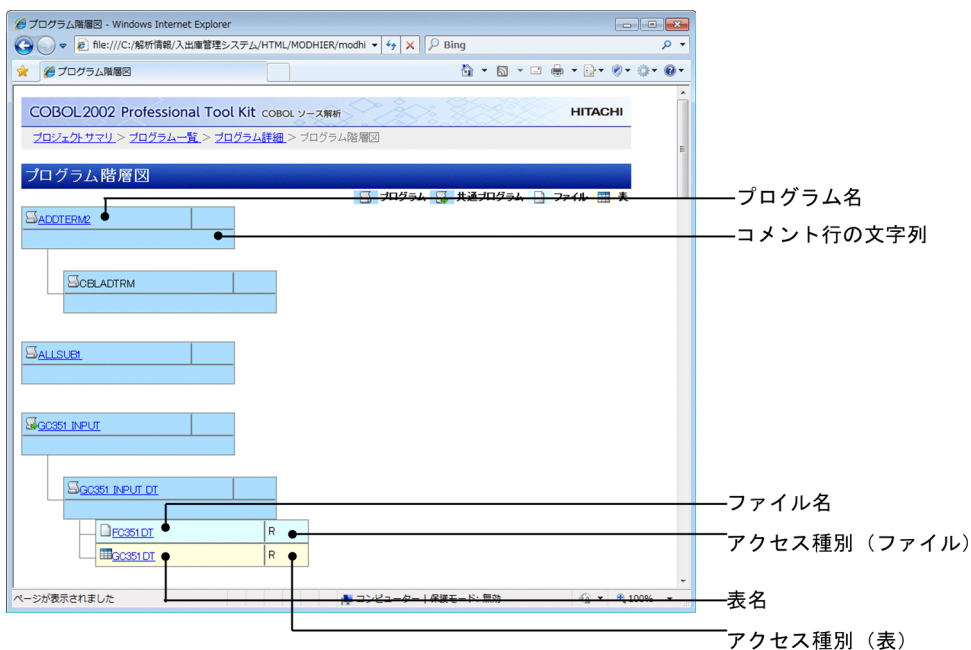 プログラム階層図 - Windows Internet Explorer
file:///C:/解析情報/入出庫管理システム/HTML/MODHIER/modhi
Bing
プログラム階層図
COBOL2002 Professional Tool Kit COBOL ソース解析
HITACHI
プロジェクトサマリ > プログラム一覧 > プログラム詳細 > プログラム階層図
プログラム階層図
プログラム 共通プログラム ファイル 表
プログラム名
ADDTERM2
コメント行の文字列
CBLADTRM
ALLSUB1
GC351 INPUT
GC351 INPUT DT
ファイル名
FC351 DT R
アクセス種別（ファイル）
GC351 DT R
ページが表示されました
コンピューター | 保護モード: 無効
100%
表名
アクセス種別（表）